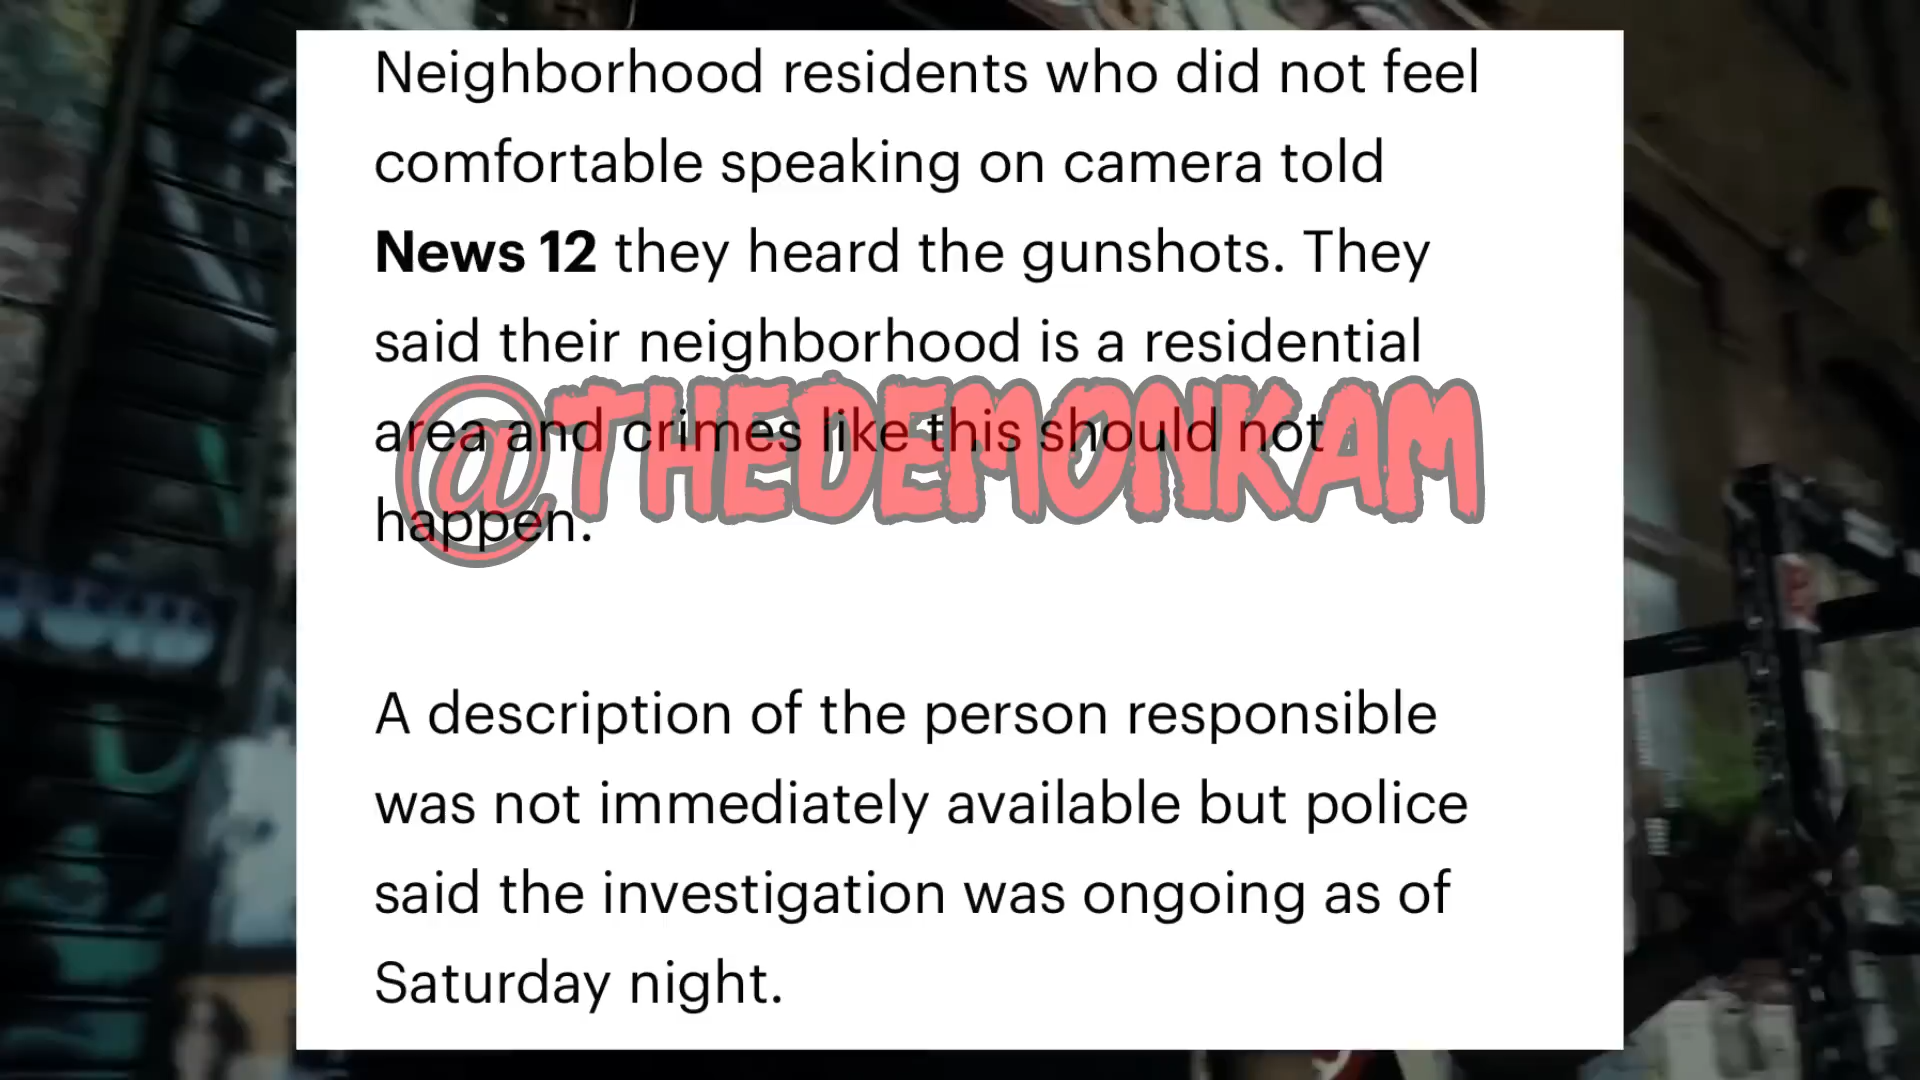 Neighborhood residents who did not feel
comfortable speaking on camera told
News 12 they heard the gunshots. They
said their neighborhood is a residential
area and crimes like this should not
@THEDEMONKAM
happen.
A description of the person responsible
was not immediately available but police
said the investigation was ongoing as of
Saturday night.